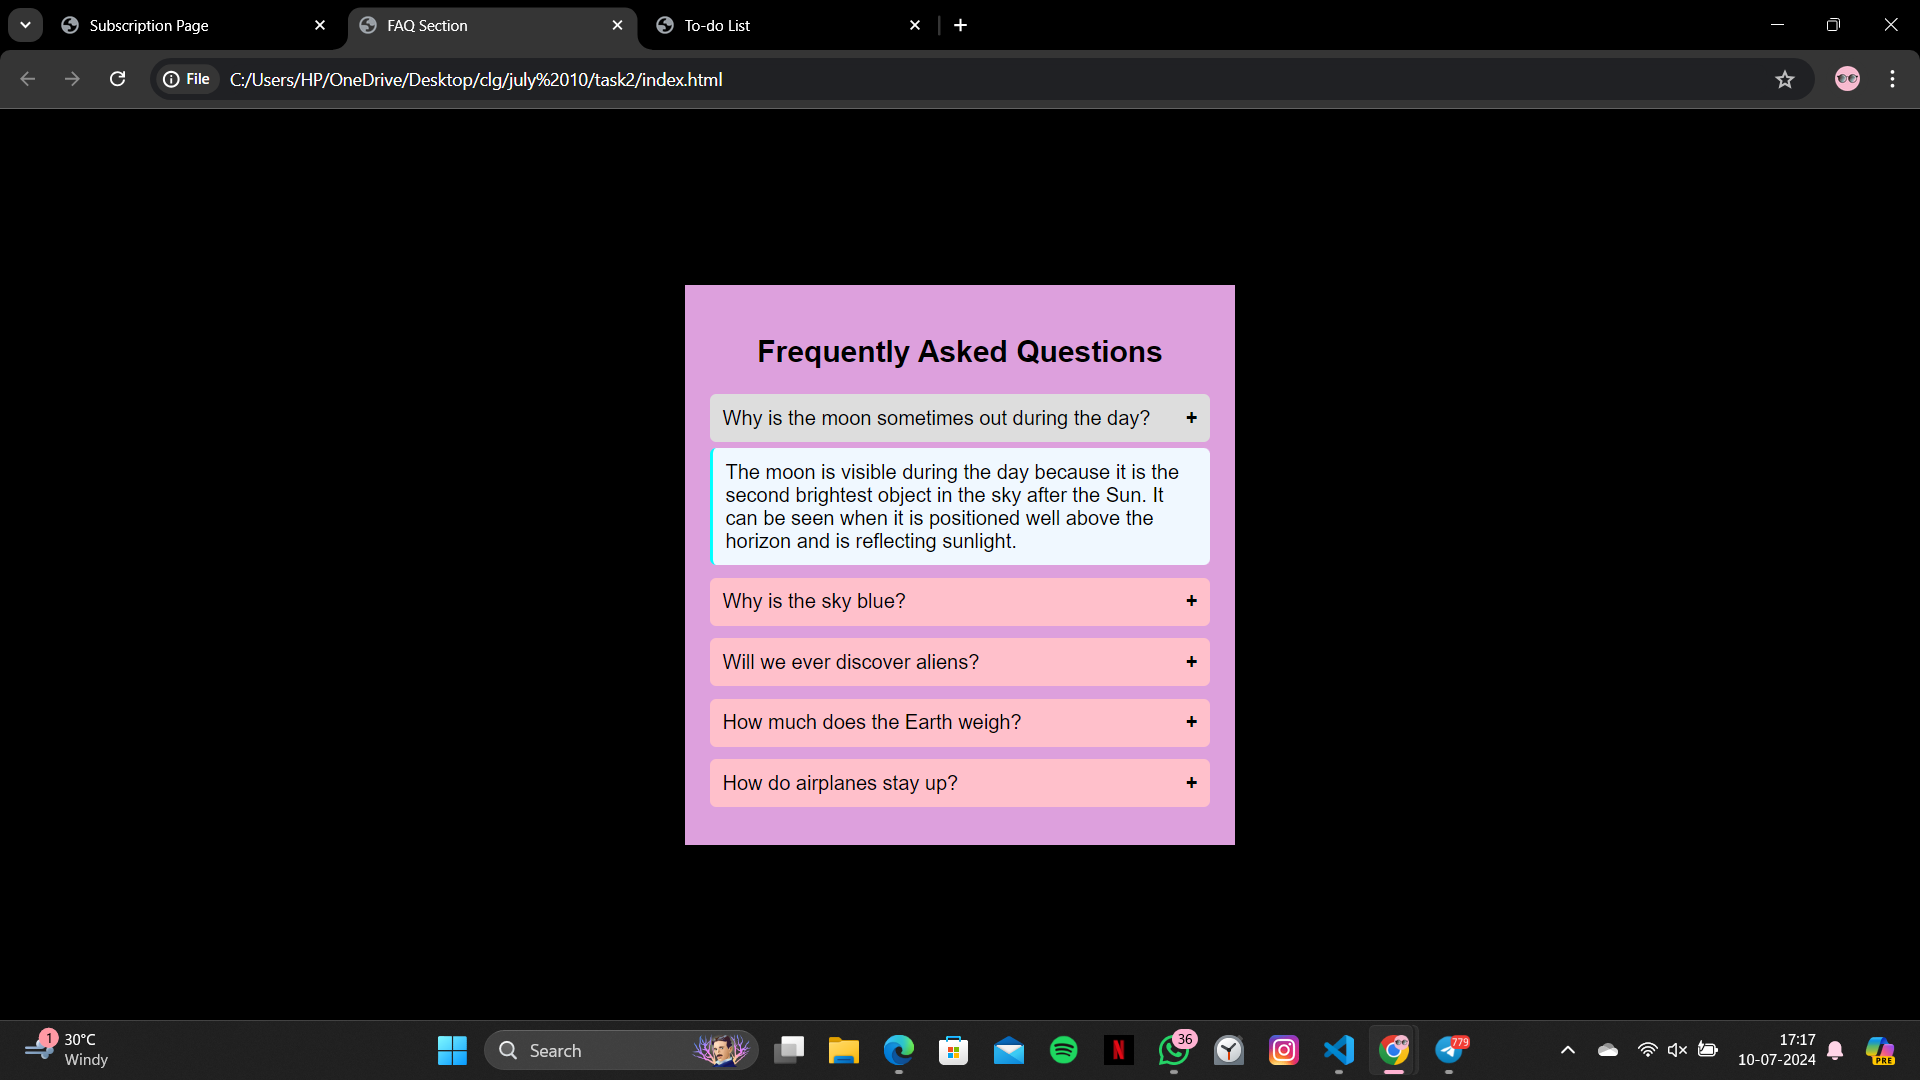 Subscription Page
FAQ Section
To-do List
File
C:/Users/HP/OneDrive/Desktop/clg/july%2010/task2/index.html
Frequently Asked Questions
Why is the moon sometimes out during the day? +
The moon is visible during the day because it is the
second brightest object in the sky after the Sun. It
can be seen when it is positioned well above the
horizon and is reflecting sunlight.
Why is the sky blue? +
Will we ever discover aliens? +
How much does the Earth weigh? +
How do airplanes stay up? +
1
30°C
Windy
Search
N
36
779
17:17
10-07-2024
PRE